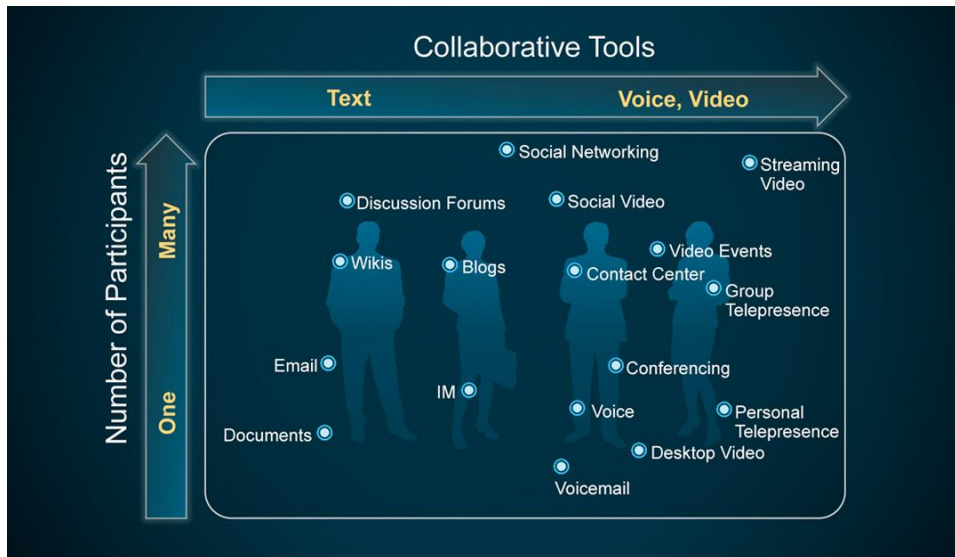 Collaborative Tools
Text
Voice, Video
Number of Participants
Many
One
Social Networking
Streaming
Video
Discussion Forums
Social Video
Video Events
Wikis
Blogs
Contact Center
Group
Telepresence
Email
Conferencing
IM
Voice
Personal
Telepresence
Documents
Desktop Video
Voicemail